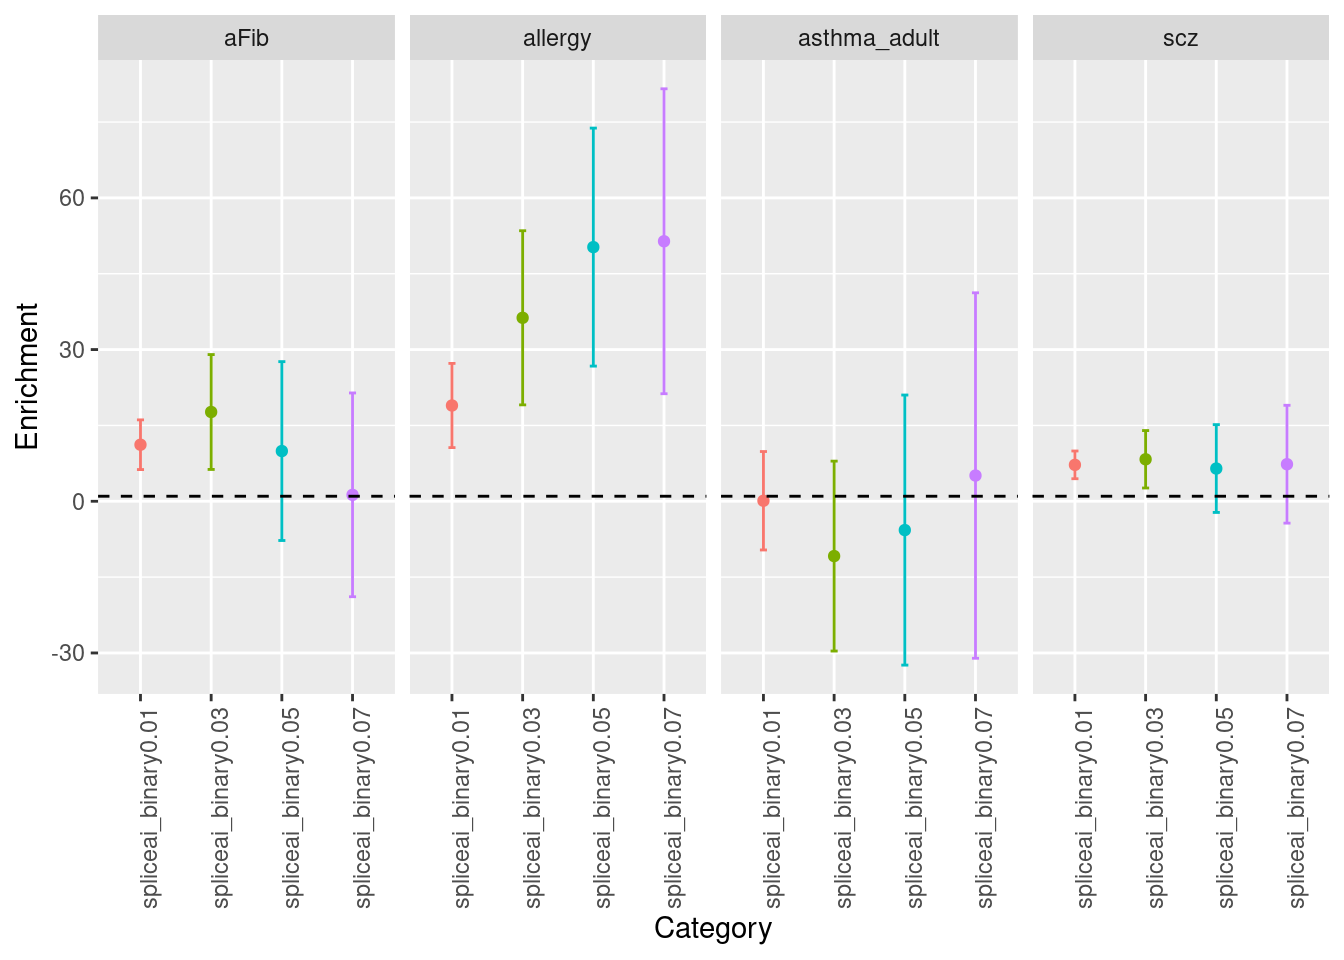 aFib allergy asthma_adult scz
Enrichment
60
30
0
-30
spliceai_binary0.01
spliceai_binary0.03
spliceai_binary0.05
spliceai_binary0.07
spliceai_binary0.01
spliceai_binary0.03
spliceai_binary0.05
spliceai_binary0.07
spliceai_binary0.01
spliceai_binary0.03
spliceai_binary0.05
spliceai_binary0.07
spliceai_binary0.01
spliceai_binary0.03
spliceai_binary0.05
spliceai_binary0.07
Category